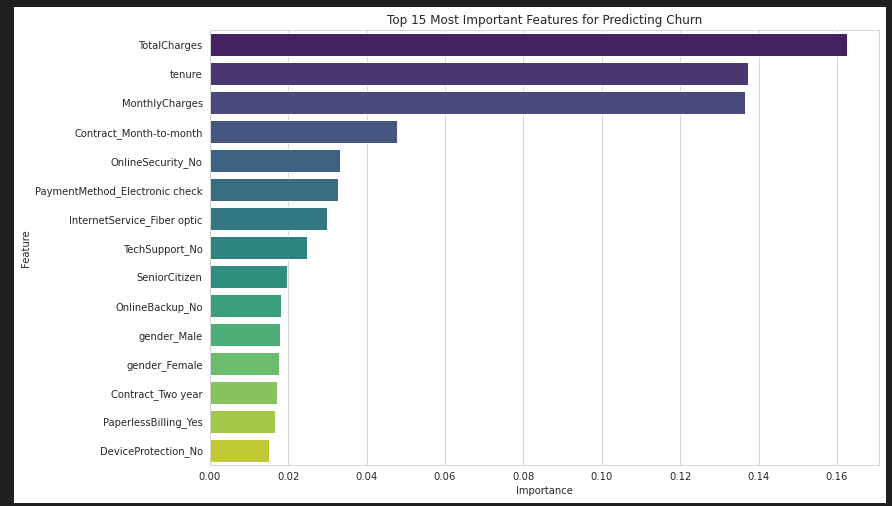 Top 15 Most Important Features for Predicting Churn
Feature
TotalCharges
tenure
MonthlyCharges
Contract_Month-to-month
OnlineSecurity_No
PaymentMethod_Electronic check
InternetService_Fiber optic
TechSupport_No
SeniorCitizen
OnlineBackup_No
gender_Male
gender_Female
Contract_Two year
PaperlessBilling_Yes
DeviceProtection_No
0.00 0.02 0.04 0.06 0.08 0.10 0.12 0.14 0.16
Importance